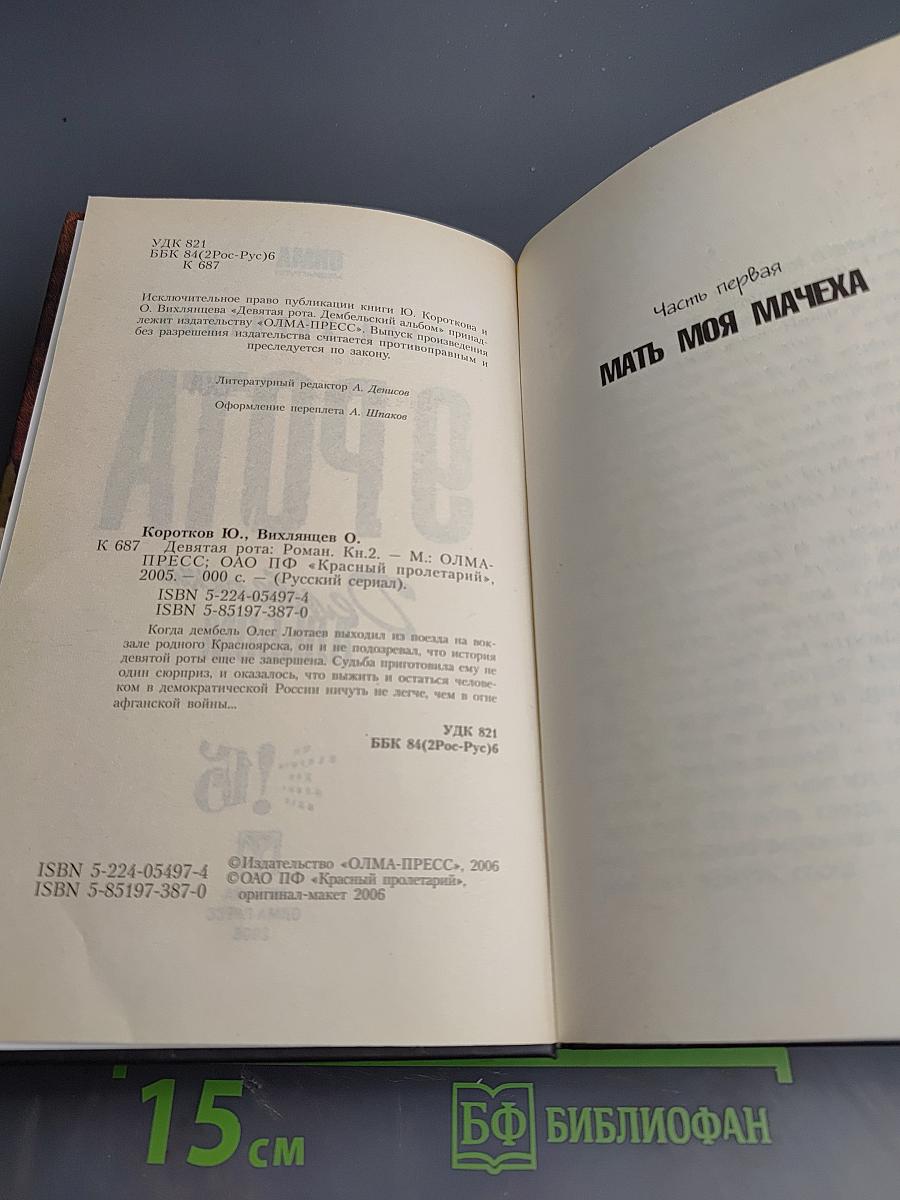 УДК 821
ББК 84(2Рос-Рус)6
К 687
Исключительное право публикации книги Ю. Короткова и
О. Вихлянцева «Девятая рота. Дембельский альбом» принад-
лежит издательству «ОЛМА-ПРЕСС». Выпуск произведения
без разрешения издательства считается противоправным и
преследуется по закону.
Литературный редактор А. Денисов
Оформление переплета А. Шпаков
Коротков Ю., Вихлянцев О.
К 687 Девятая рота: Роман. Кн.2. — М.: ОЛМА-
ПРЕСС; ОАО ПФ «Красный пролетарий»,
2005. — 000 с. — (Русский сериал).
ISBN 5-224-05497-4
ISBN 5-85197-387-0
Когда дембель Олег Лютаев выходил из поезда на вок-
зале родного Красноярска, он и не подозревал, что история
девятой роты еще не завершена. Судьба приготовила ему не
один сюрприз, и оказалось, что выжить и остаться челове-
ком в демократической России ничуть не легче, чем в огне
афганской войны...
УДК 821
ББК 84(2Рос-Рус)6
ISBN 5-224-05497-4
ISBN 5-85197-387-0
©Издательство «ОЛМА-ПРЕСС», 2006
©ОАО ПФ «Красный пролетарий»,
оригинал-макет 2006
Часть первая
МАТЬ МОЯ МАЧЕХА
15 см
БФ БИБЛИОФАН